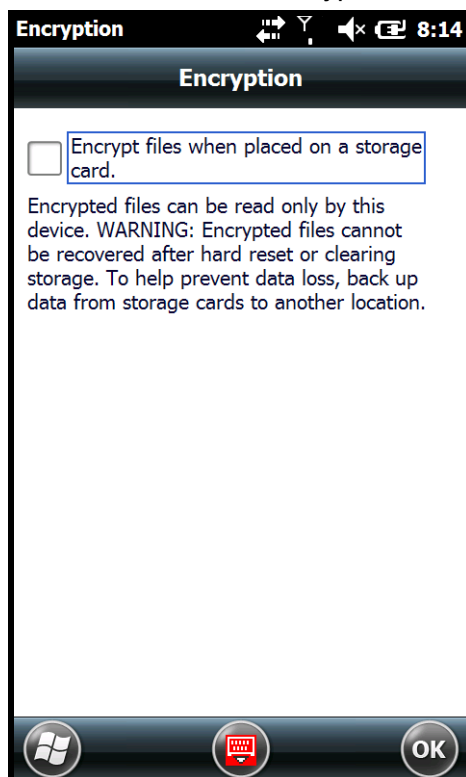 Encryption 8:14
Encryption
Encrypt files when placed on a storage
card.
Encrypted files can be read only by this
device. WARNING: Encrypted files cannot
be recovered after hard reset or clearing
storage. To help prevent data loss, back up
data from storage cards to another location.
OK